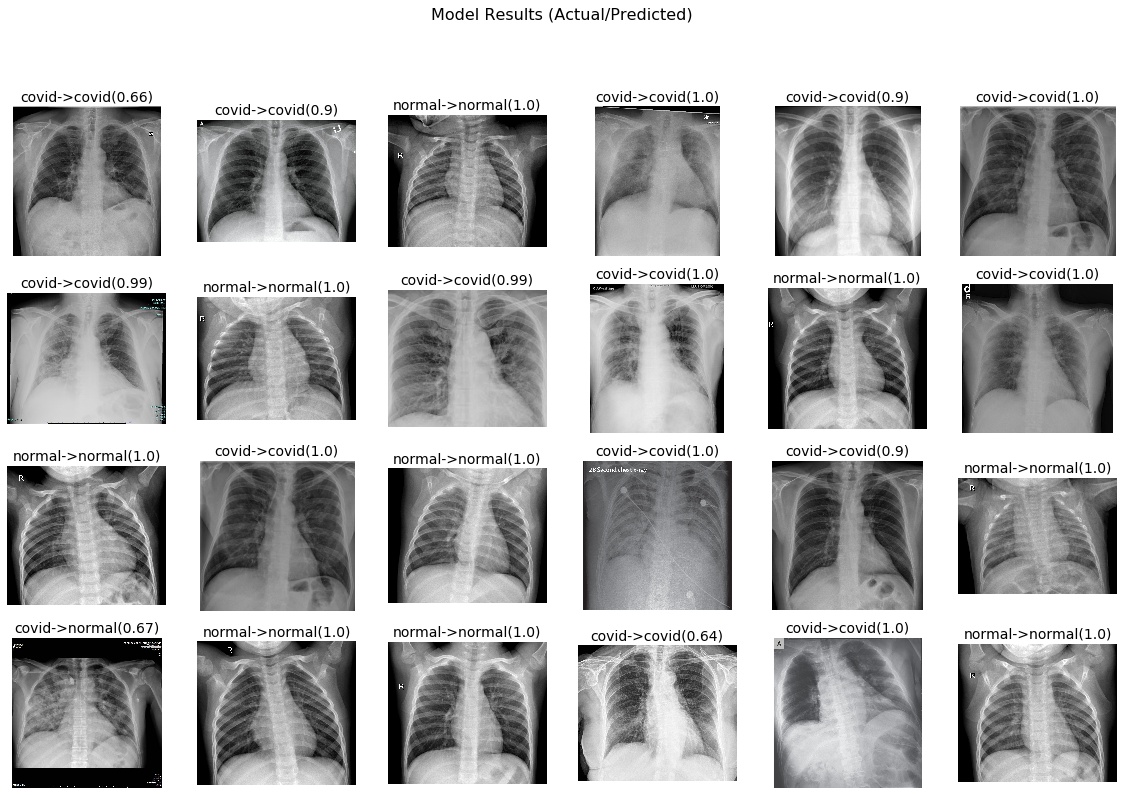 Model Results (Actual/Predicted)
covid->covid(0.66)
covid->covid(0.9)
normal->normal(1.0)
covid->covid(1.0)
covid->covid(0.9)
covid->covid(1.0)
R
covid->covid(0.99)
normal->normal(1.0)
covid->covid(0.99)
covid->covid(1.0)
normal->normal(1.0)
covid->covid(1.0)
R
R
d
normal->normal(1.0)
covid->covid(1.0)
normal->normal(1.0)
covid->covid(1.0)
covid->covid(0.9)
normal->normal(1.0)
R
R
2B Second chest x-ray
R
covid->normal(0.67)
normal->normal(1.0)
normal->normal(1.0)
covid->covid(0.64)
covid->covid(1.0)
normal->normal(1.0)
R
R
A
R